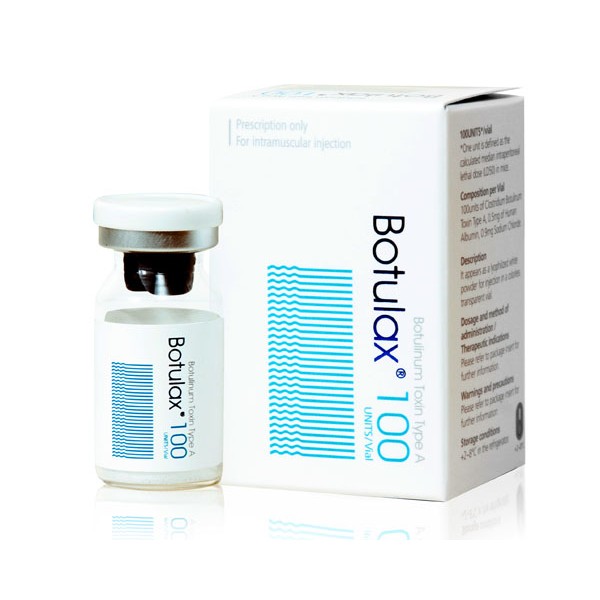 Prescription only
For intramuscular injection
Botulinum Toxin Type A
Botulax® 100
UNITS/Vial
100UNITS*/vial
*One unit is defined as the
calculated median intraperitoneal
lethal dose (LD50) in mice.
Composition per Vial
100units of Clostridium Botulinum
Toxin Type A, 0.5mg of Human
Albumin, 0.9mg Sodium Chloride
Description
It appears as a lyophilized white
powder for injection in a colorless,
transparent vial.
Dosage and method of
administration /
Therapeutic indications
Please refer to package insert for
further information.
Warnings and precautions
Please refer to package insert for
further information
Storage conditions
+2~8℃ in the refrigerator
Botulinum Toxin Type A
Botulax® 100
UNITS/Vial